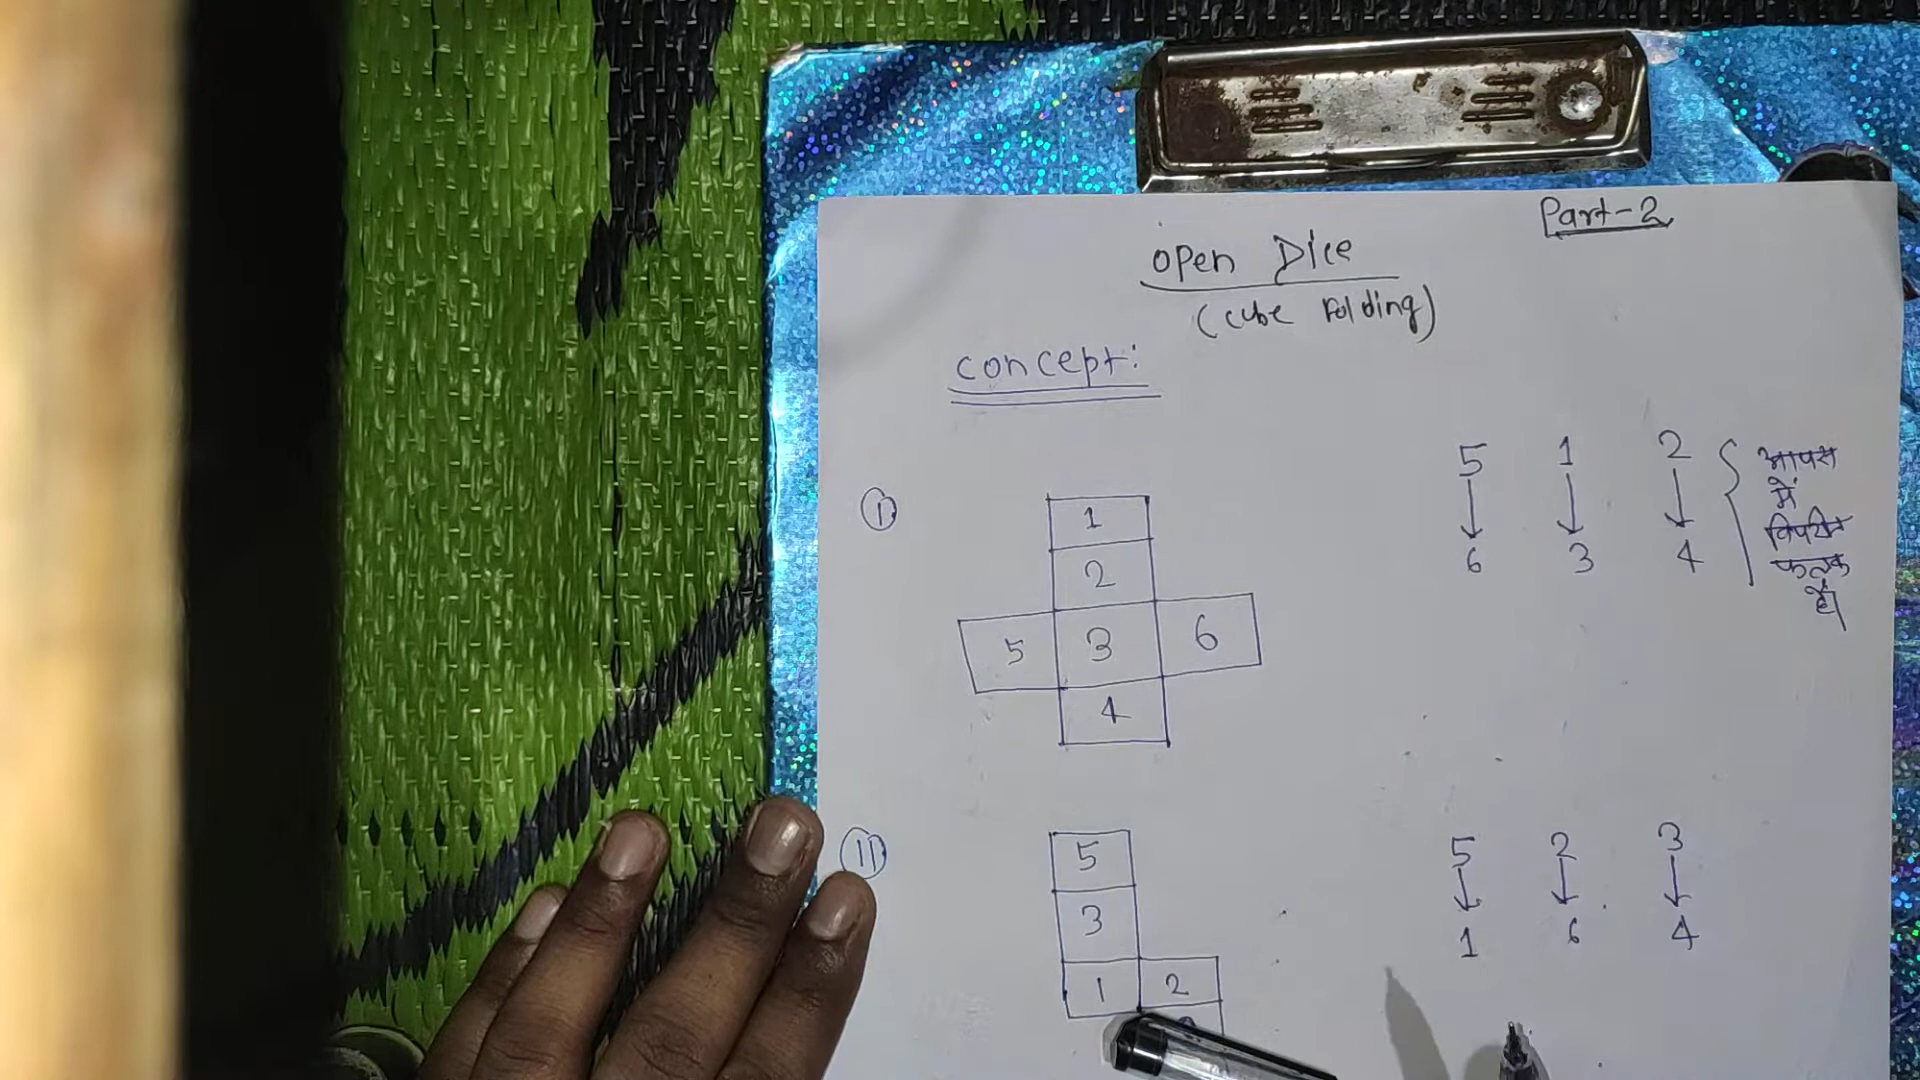 Part-2
open Dice
(cube Folding)
concept:
I
1
2
5 3 6
4
5 1 2
6 3 4
आपस
में
विपरीत
फलक
है।
II
5
3
1 2
5 2 3
1 6 4